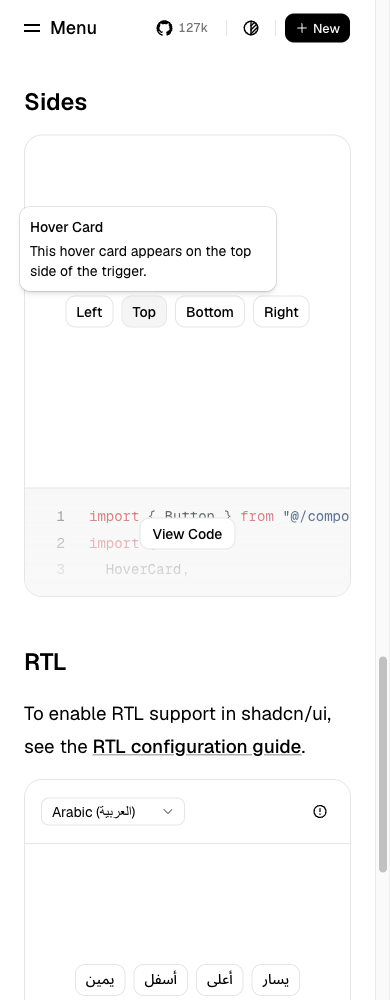 Menu
127k
New
Sides
Hover Card
This hover card appears on the top
side of the trigger.
Left
Top
Bottom
Right
1 import { Button } from "@/compo
2 import
3 HoverCard,
View Code
RTL
To enable RTL support in shadcn/ui,
see the RTL configuration guide.
Arabic (العربية)
يمين
أسفل
أعلى
يسار